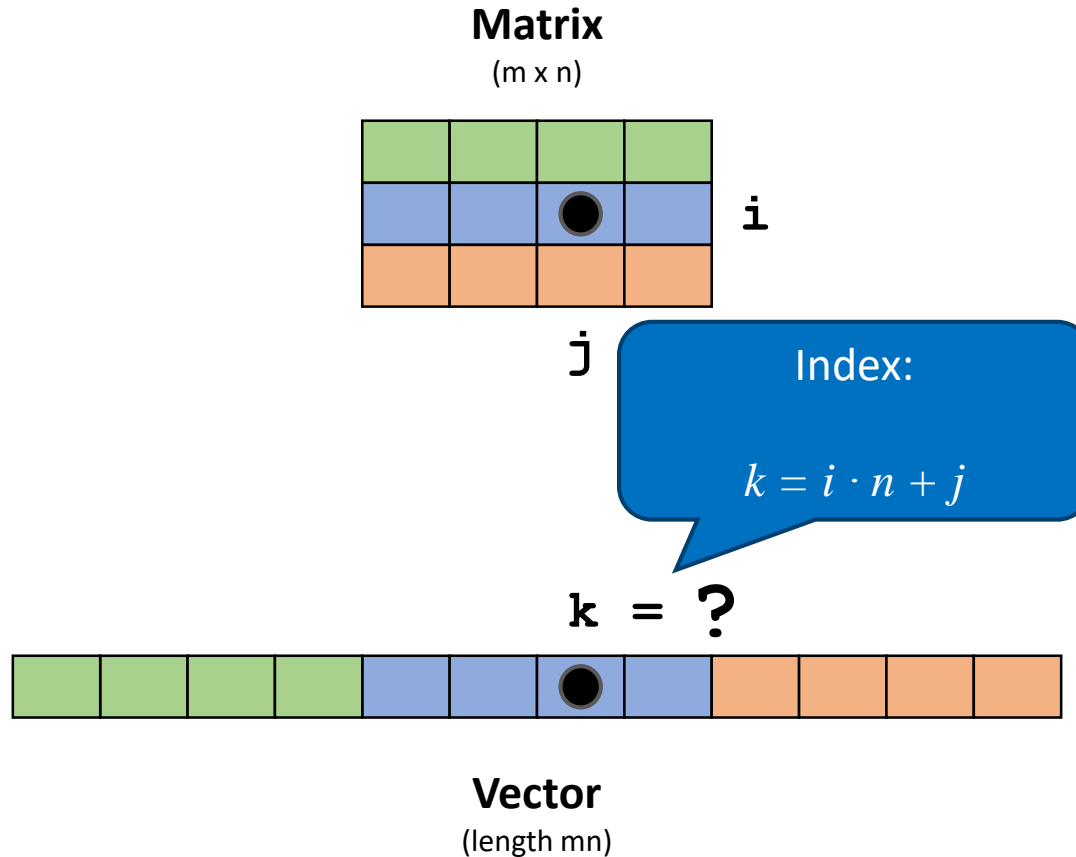 Matrix
(m x n)
i
j
Index:
k = i · n + j
k = ?
Vector
(length mn)